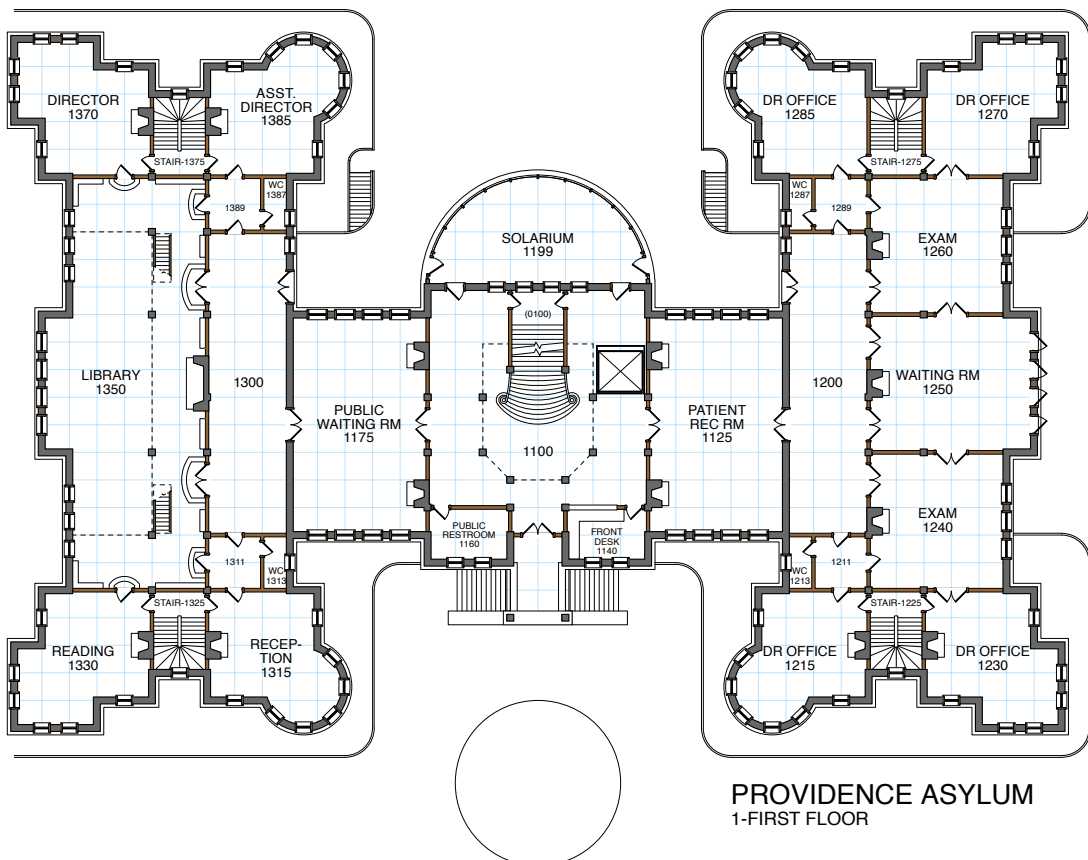 DIRECTOR
1370
ASST.
DIRECTOR
1385
STAIR-1375
WC
1387
1389
DR OFFICE
1285
DR OFFICE
1270
STAIR-1275
WC
1287
1289
SOLARIUM
1199
EXAM
1260
(0100)
LIBRARY
1350
1300
PUBLIC
WAITING RM
1175
1100
PATIENT
REC RM
1125
1200
WAITING RM
1250
PUBLIC
RESTROOM
1160
FRONT
DESK
1140
EXAM
1240
1311
WC
1313
WC
1213
1211
STAIR-1325
STAIR-1225
READING
1330
RECEP-
TION
1315
DR OFFICE
1215
DR OFFICE
1230
PROVIDENCE ASYLUM
1-FIRST FLOOR